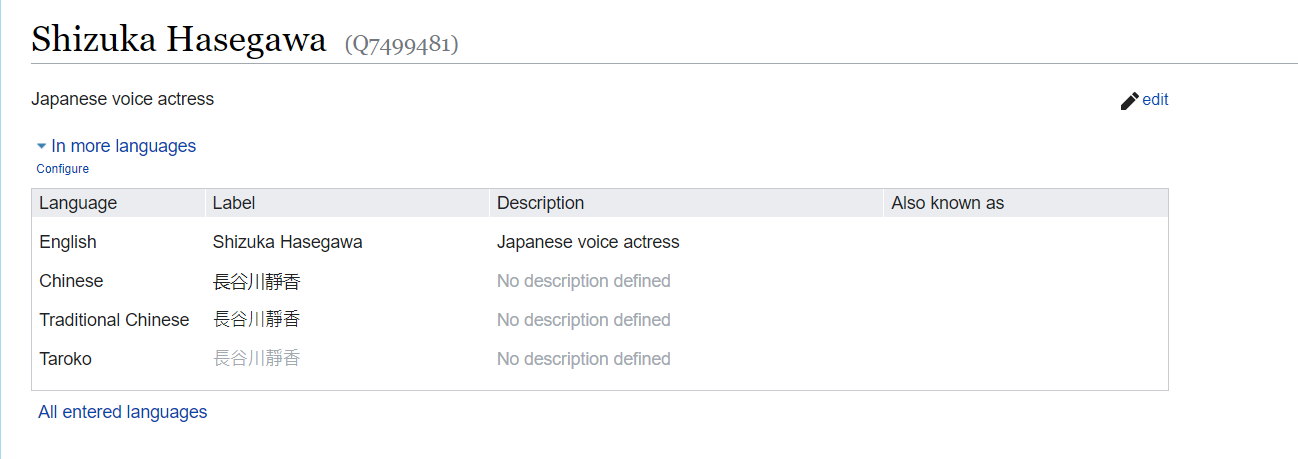 Shizuka Hasegawa (Q7499481)
Japanese voice actress edit
In more languages
Configure
Language Label Description Also known as
English Shizuka Hasegawa Japanese voice actress
Chinese 長谷川靜香 No description defined
Traditional Chinese 長谷川靜香 No description defined
Taroko 長谷川靜香 No description defined
All entered languages